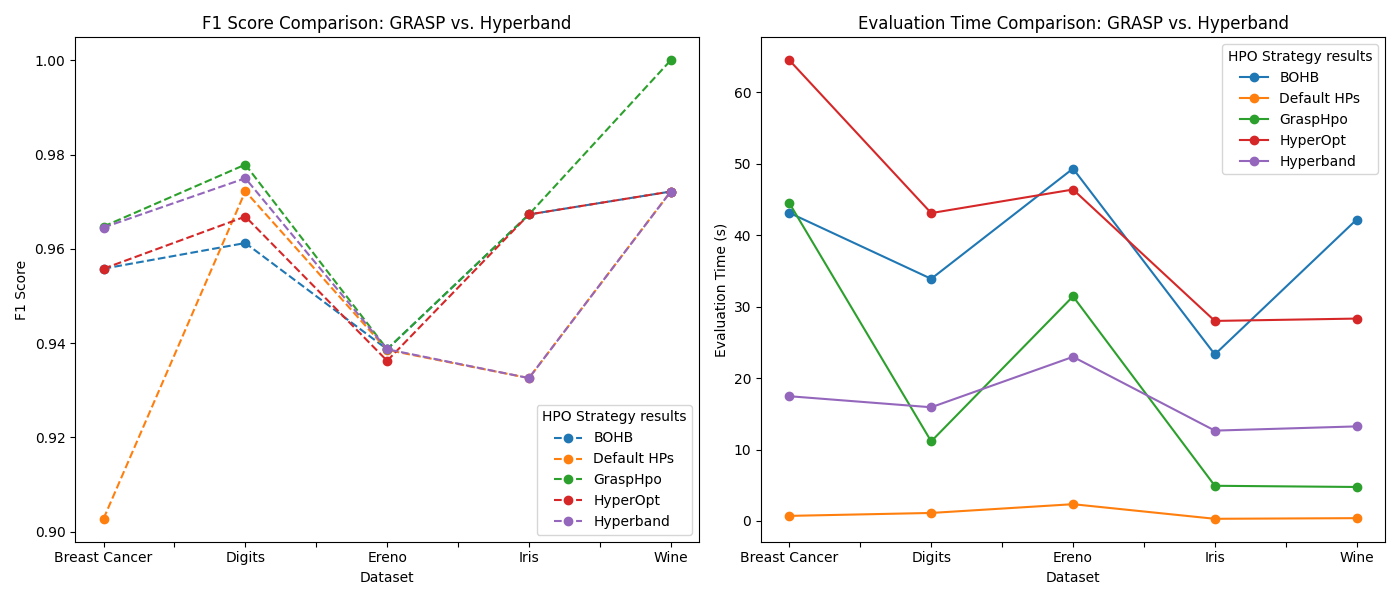 F1 Score Comparison: GRASP vs. Hyperband
1.00
0.98
0.96
0.94
0.92
0.90
F1 Score
Breast Cancer
Digits
Ereno
Iris
Wine
Dataset
HPO Strategy results
BOHB
Default HPs
GraspHpo
HyperOpt
Hyperband
Evaluation Time Comparison: GRASP vs. Hyperband
60
50
40
30
20
10
0
Evaluation Time (s)
Breast Cancer
Digits
Ereno
Iris
Wine
Dataset
HPO Strategy results
BOHB
Default HPs
GraspHpo
HyperOpt
Hyperband